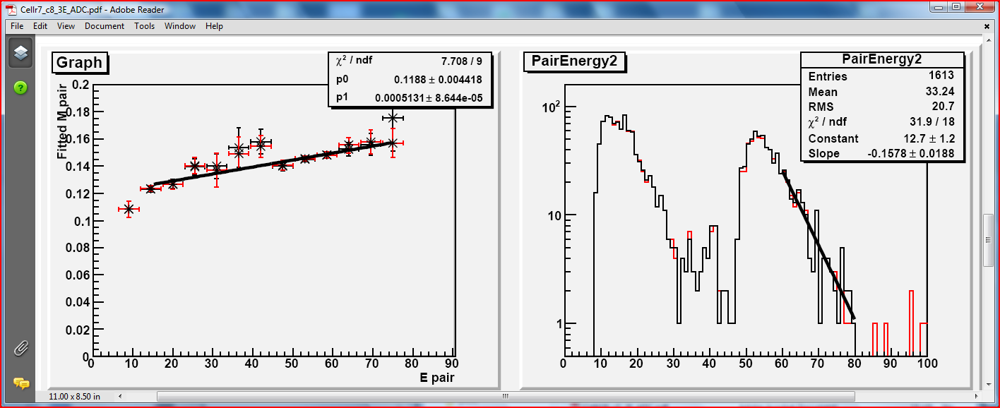 Cellr7_c8_3E_ADC.pdf - Adobe Reader
File Edit View Document Tools Window Help
Graph
χ² / ndf 7.708 / 9
p0 0.1188 ± 0.004418
p1 0.0005131 ± 8.644e-05
Fitted M pair
0.2
0.18
0.16
0.14
0.12
0.1
0.08
0.06
0.04
0.02
0
0 10 20 30 40 50 60 70 80 90
E pair
PairEnergy2
PairEnergy2
Entries 1613
Mean 33.24
RMS 20.7
χ² / ndf 31.9 / 18
Constant 12.7 ± 1.2
Slope -0.1578 ± 0.0188
10²
10
1
0 10 20 30 40 50 60 70 80 90 100
11.00 x 8.50 in